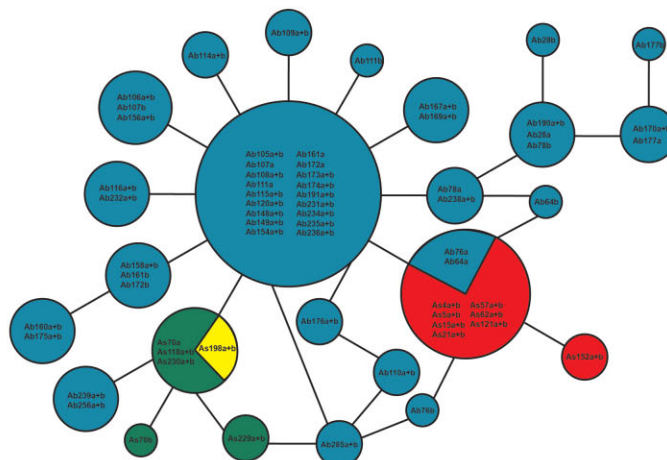 Ab109a+b
Ab28b
Ab177b
Ab114a+b
Ab111b
Ab106a+b
Ab107b
Ab156a+b
Ab167a+b
Ab169a+b
Ab190a+b
Ab28a
Ab79b
Ab170a+b
Ab177a
Ab105a+b Ab161a
Ab107a Ab172a
Ab108a+b Ab173a+b
Ab111a Ab174a+b
Ab115a+b Ab191a+b
Ab120a+b Ab231a+b
Ab148a+b Ab234a+b
Ab149a+b Ab235a+b
Ab154a+b Ab236a+b
Ab116a+b
Ab232a+b
Ab78a
Ab238a+b
Ab64b
Ab76a
Ab64a
Ab158a+b
Ab161b
Ab172b
As4a+b As57a+b
As5a+b As62a+b
As19a+b As121a+b
As21a+b
Ab160a+b
Ab175a+b
Ab176a+b
As70a
As118a+b
As230a+b
As198a+b
As152a+b
Ab110a+b
Ab239a+b
Ab256a+b
Ab76b
As70b
As229a+b
Ab285a+b